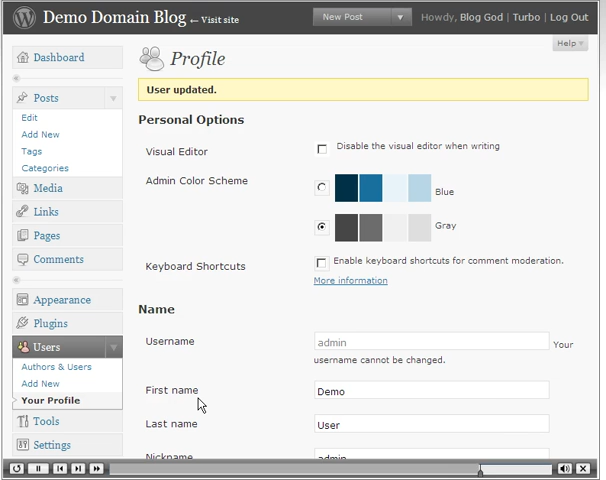 Demo Domain Blog ← Visit site
New Post
Howdy, Blog God | Turbo | Log Out
Help
Dashboard
Posts
Edit
Add New
Tags
Categories
Media
Links
Pages
Comments
Appearance
Plugins
Users
Authors & Users
Add New
Your Profile
Tools
Settings
Profile
User updated.
Personal Options
Visual Editor
Disable the visual editor when writing
Admin Color Scheme
Blue
Gray
Keyboard Shortcuts
Enable keyboard shortcuts for comment moderation.
More information
Name
Username
admin
Your
username cannot be changed.
First name
Demo
Last name
User
Nickname
admin